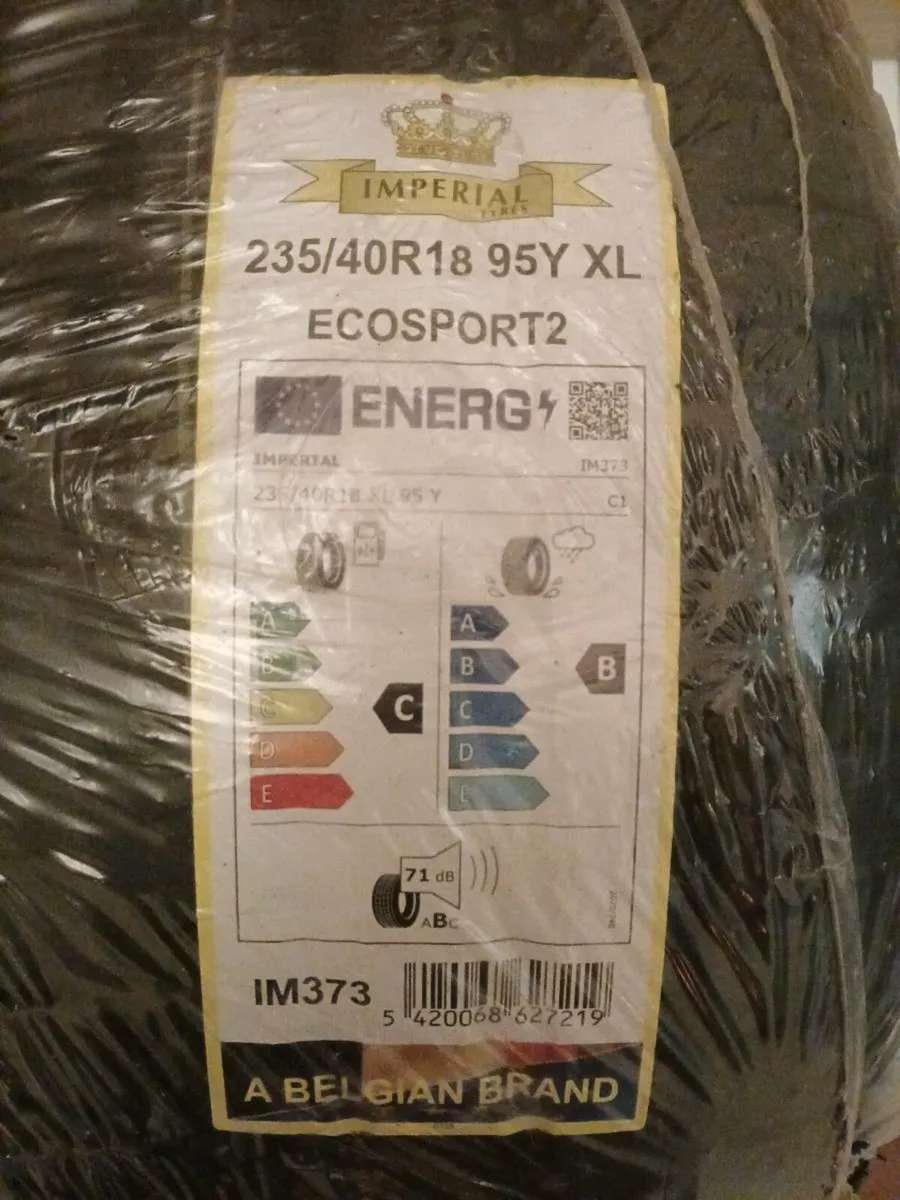 IMPERIAL
TYRES
235/40R18 95Y XL
ECOSPORT2
ENERG
IMPERIAL IM373
235/40R18 XL 95 Y C1
A A
B B B
C C C
D D
E E
71 dB
ABC
IM373
5 420068 627219
A BELGIAN BRAND